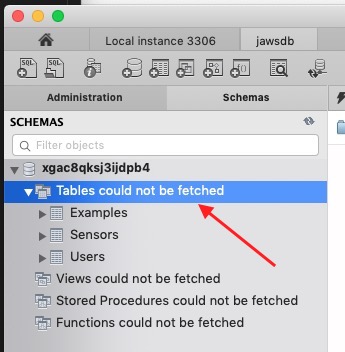 Local instance 3306
jawsdb
SQL
SQL
Administration
Schemas
SCHEMAS
Filter objects
xgac8qksj3ijdpb4
Tables could not be fetched
Examples
Sensors
Users
Views could not be fetched
Stored Procedures could not be fetched
Functions could not be fetched